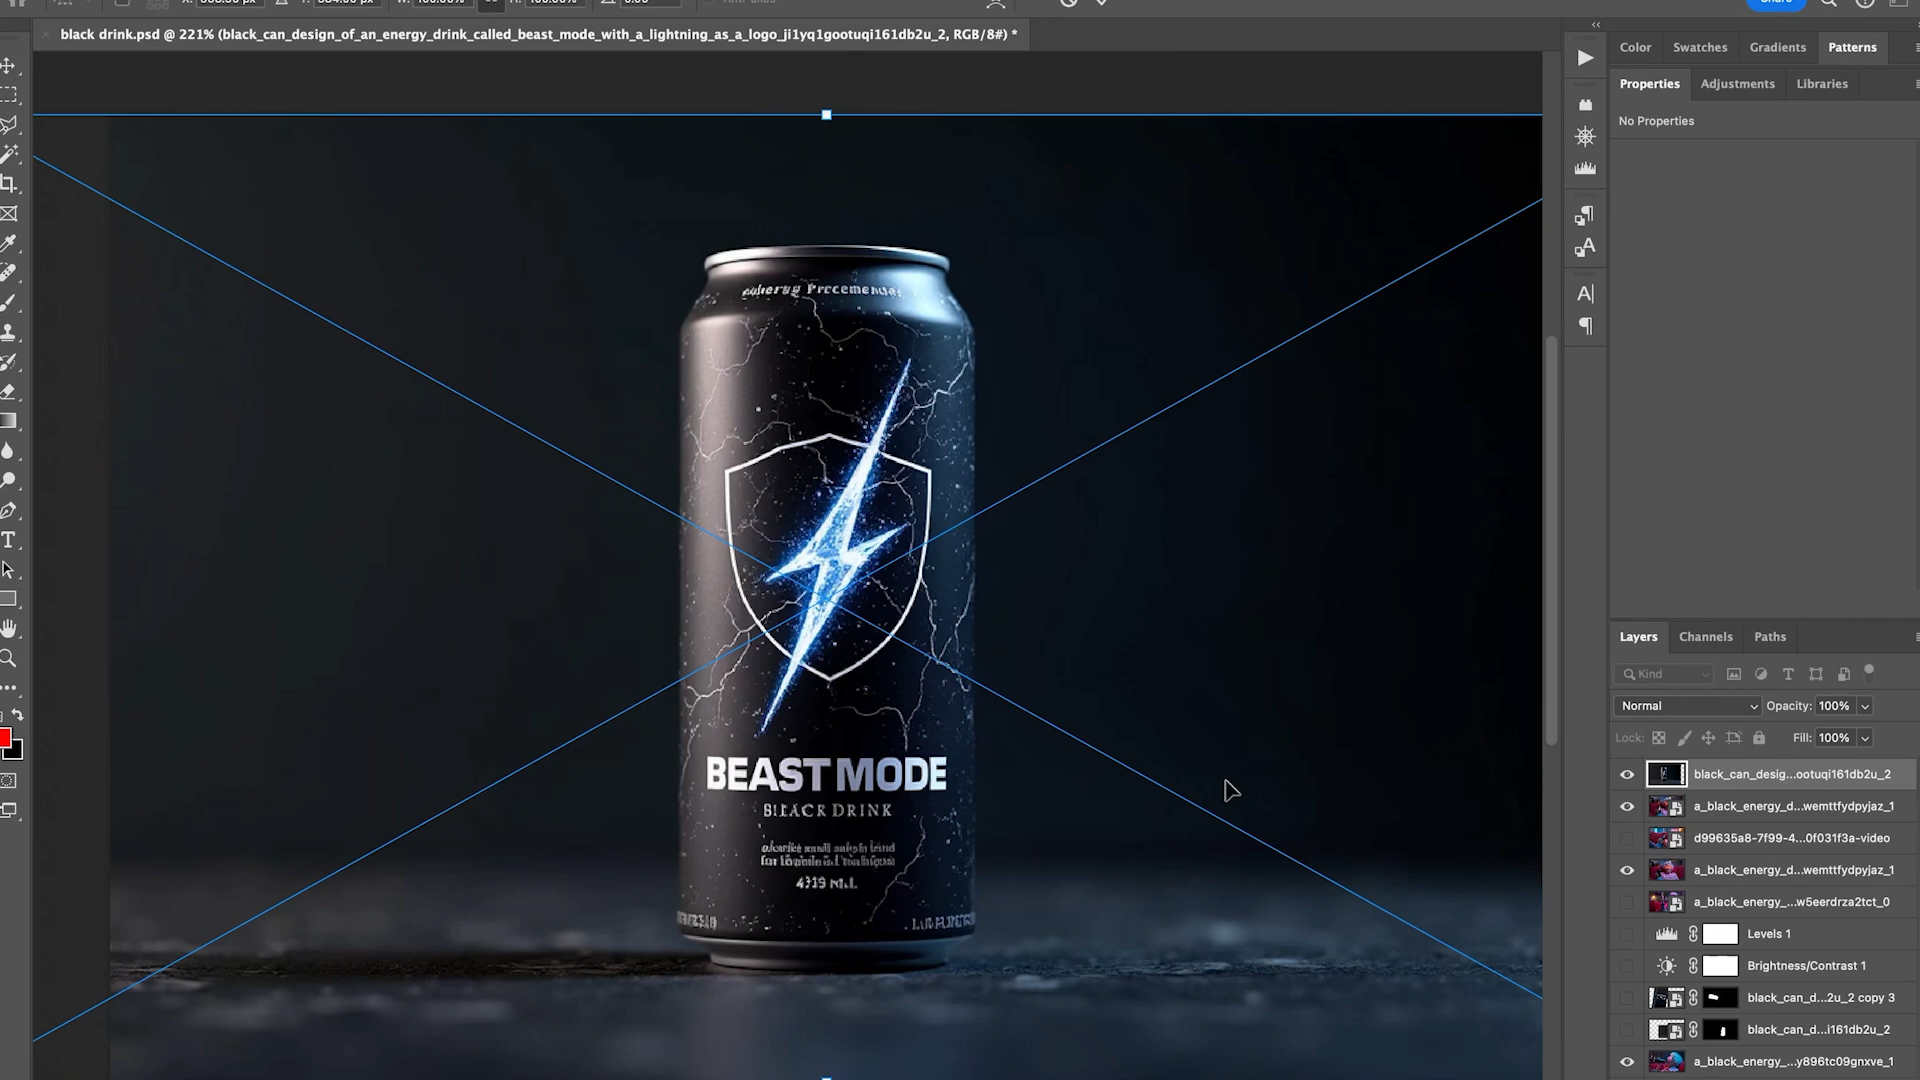 black drink.psd @ 221% (black_can_design_of_an_energy_drink_called_beast_mode_with_a_lightning_as_a_logo_ji1yq1gootuqi161db2u_2, RGB/8#) *
Share
Color Swatches Gradients Patterns
Properties Adjustments Libraries
No Properties
BEAST MODE
Layers Channels Paths
Kind
Normal Opacity: 100%
Lock: Fill: 100%
black_can_desig...ootuqi161db2u_2
a_black_energy_d...wemttfydpyjaz_1
d99635a8-7f99-4...0f031f3a-video
a_black_energy_d...wemttfydpyjaz_1
a_black_energy_...w5eerdrza2tct_0
Levels 1
Brightness/Contrast 1
black_can_d...2u_2 copy 3
black_can_d...i161db2u_2
a_black_energy_...y896tc09gnxve_1